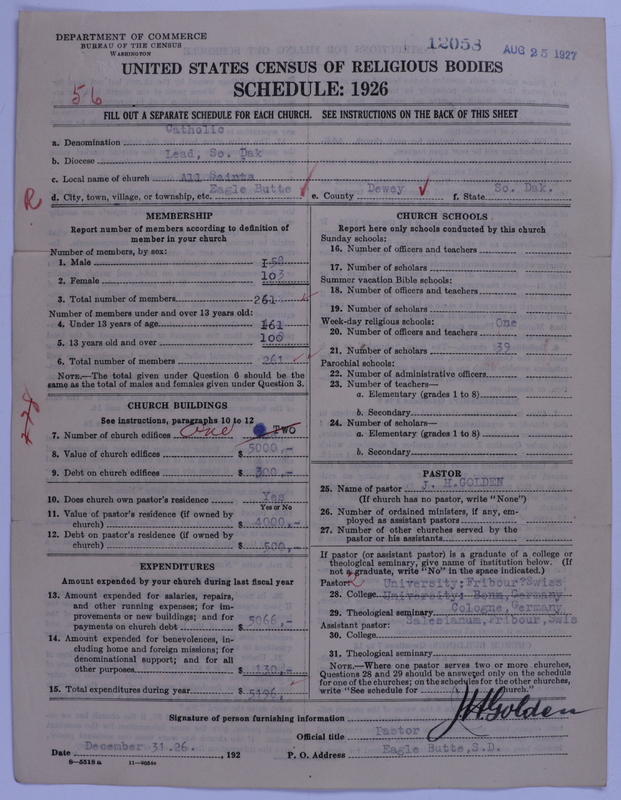 DEPARTMENT OF COMMERCE
BUREAU OF THE CENSUS
WASHINGTON
12053
AUG 25 1927
UNITED STATES CENSUS OF RELIGIOUS BODIES
SCHEDULE: 1926
56
FILL OUT A SEPARATE SCHEDULE FOR EACH CHURCH. SEE INSTRUCTIONS ON THE BACK OF THIS SHEET
a. Denomination Catholic
b. Diocese Lead, So. Dak
c. Local name of church All Saints
R
d. City, town, village, or township, etc. Eagle Butte e. County Dewey f. State So. Dak.
MEMBERSHIP
Report number of members according to definition of
member in your church
Number of members, by sex:
1. Male 158
2. Female 103
3. Total number of members 261
Number of members under and over 13 years old:
4. Under 13 years of age 161
5. 13 years old and over 100
6. Total number of members 261
NOTE.—The total given under Question 6 should be the
same as the total of males and females given under Question 3.
CHURCH BUILDINGS
See instructions, paragraphs 10 to 12
7. Number of church edifices One Two
8. Value of church edifices $ 5000,-
9. Debt on church edifices $ 300,-
10. Does church own pastor's residence Yes
Yes or No
11. Value of pastor's residence (if owned by
church) $ 4000,-
12. Debt on pastor's residence (if owned by
church) $ 500,-
EXPENDITURES
Amount expended by your church during last fiscal year
13. Amount expended for salaries, repairs,
and other running expenses; for im-
provements or new buildings; and for
payments on church debt $ 5066,-
14. Amount expended for benevolences, in-
cluding home and foreign missions; for
denominational support; and for all
other purposes $ 130,-
15. Total expenditures during year $ 5196,
CHURCH SCHOOLS
Report here only schools conducted by this church
Sunday schools:
16. Number of officers and teachers
17. Number of scholars
Summer vacation Bible schools:
18. Number of officers and teachers
19. Number of scholars
Week-day religious schools:
20. Number of officers and teachers One
21. Number of scholars 39
Parochial schools:
22. Number of administrative officers
23. Number of teachers—
a. Elementary (grades 1 to 8)
b. Secondary
24. Number of scholars—
a. Elementary (grades 1 to 8)
b. Secondary
PASTOR
25. Name of pastor J. H.GOLDEN
(If church has no pastor, write "None")
26. Number of ordained ministers, if any, em-
ployed as assistant pastors
27. Number of other churches served by the
pastor or his assistants
If pastor (or assistant pastor) is a graduate of a college or
theological seminary, give name of institution below. (If
not a graduate, write "No" in the space indicated.)
Pastor: University: Fribour?Swiss
28. College University: Bonn, Germany
Cologne, Germany
29. Theological seminary
Salesianum, Fribour, Swis
Assistant pastor:
30. College
31. Theological seminary
NOTE.—Where one pastor serves two or more churches,
Questions 28 and 29 should be answered only on the schedule
for one of the churches; on the schedules for the other churches,
write "See schedule for church."
Signature of person furnishing information JHGolden
Official title Pastor
Date December 31.26. , 192 P. O. Address Eagle Butte,S.D.
8—5518 a 11—9054